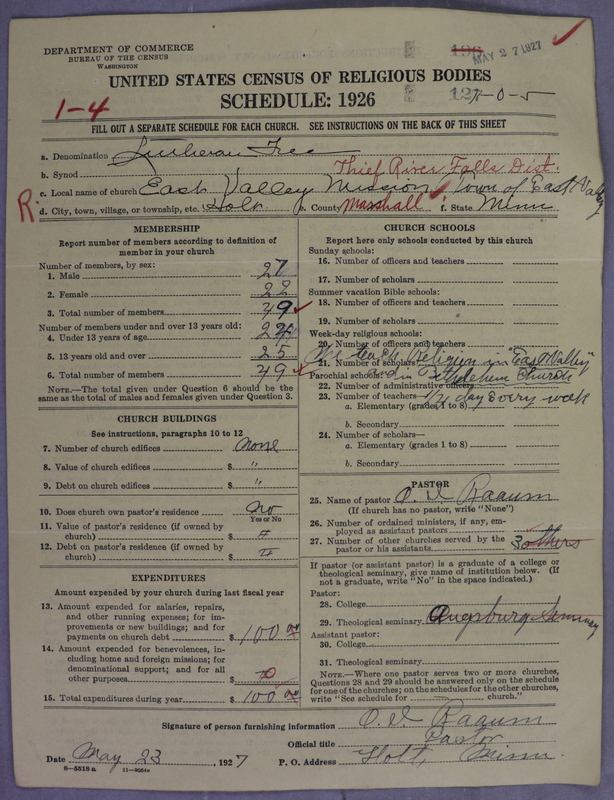 DEPARTMENT OF COMMERCE
BUREAU OF THE CENSUS
WASHINGTON
196
MAY 27 1927
UNITED STATES CENSUS OF RELIGIOUS BODIES
SCHEDULE: 1926
1-4
127-0-5
FILL OUT A SEPARATE SCHEDULE FOR EACH CHURCH. SEE INSTRUCTIONS ON THE BACK OF THIS SHEET
a. Denomination Lutheran Free
b. Synod Thief River Falls Dist.
c. Local name of church East Valley Mission Town of East Valley
R. d. City, town, village, or township, etc. Holt e. County Marshall f. State Minn
MEMBERSHIP
Report number of members according to definition of
member in your church
Number of members, by sex:
1. Male 27
2. Female 22
3. Total number of members 49
Number of members under and over 13 years old:
4. Under 13 years of age 24
5. 13 years old and over 25
6. Total number of members 49
NOTE.—The total given under Question 6 should be the
same as the total of males and females given under Question 3.
CHURCH BUILDINGS
See instructions, paragraphs 10 to 12
7. Number of church edifices none
8. Value of church edifices $ "
9. Debt on church edifices $ "
10. Does church own pastor's residence No
Yes or No
11. Value of pastor's residence (if owned by
church) $ "
12. Debt on pastor's residence (if owned by
church) $ "
EXPENDITURES
Amount expended by your church during last fiscal year
13. Amount expended for salaries, repairs,
and other running expenses; for im-
provements or new buildings; and for
payments on church debt $ 100 00
14. Amount expended for benevolences, in-
cluding home and foreign missions; for
denominational support; and for all
other purposes $
15. Total expenditures during year $ 100 00
CHURCH SCHOOLS
Report here only schools conducted by this church
Sunday schools:
16. Number of officers and teachers
17. Number of scholars
Summer vacation Bible schools:
18. Number of officers and teachers
19. Number of scholars
Week-day religious schools:
20. Number of officers and teachers
21. Number of scholars
We teach Religion in "East Valley"
Parochial schools:
and in Bethlehem Church
22. Number of administrative officers
23. Number of teachers— 1/2 day every week
a. Elementary (grades 1 to 8)
b. Secondary
24. Number of scholars—
a. Elementary (grades 1 to 8)
b. Secondary
PASTOR
25. Name of pastor O. I. Raaum
(If church has no pastor, write "None")
26. Number of ordained ministers, if any, em-
ployed as assistant pastors
27. Number of other churches served by the
pastor or his assistants 3 others
If pastor (or assistant pastor) is a graduate of a college or
theological seminary, give name of institution below. (If
not a graduate, write "No" in the space indicated.)
Pastor:
28. College
29. Theological seminary Augsburg Seminary
Assistant pastor:
30. College
31. Theological seminary
NOTE.—Where one pastor serves two or more churches,
Questions 28 and 29 should be answered only on the schedule
for one of the churches; on the schedules for the other churches,
write "See schedule for church."
Signature of person furnishing information O. I. Raaum
Official title Pastor
Date May 23, 1927 P. O. Address Holt, Minn.
8—5518 a 11—9554